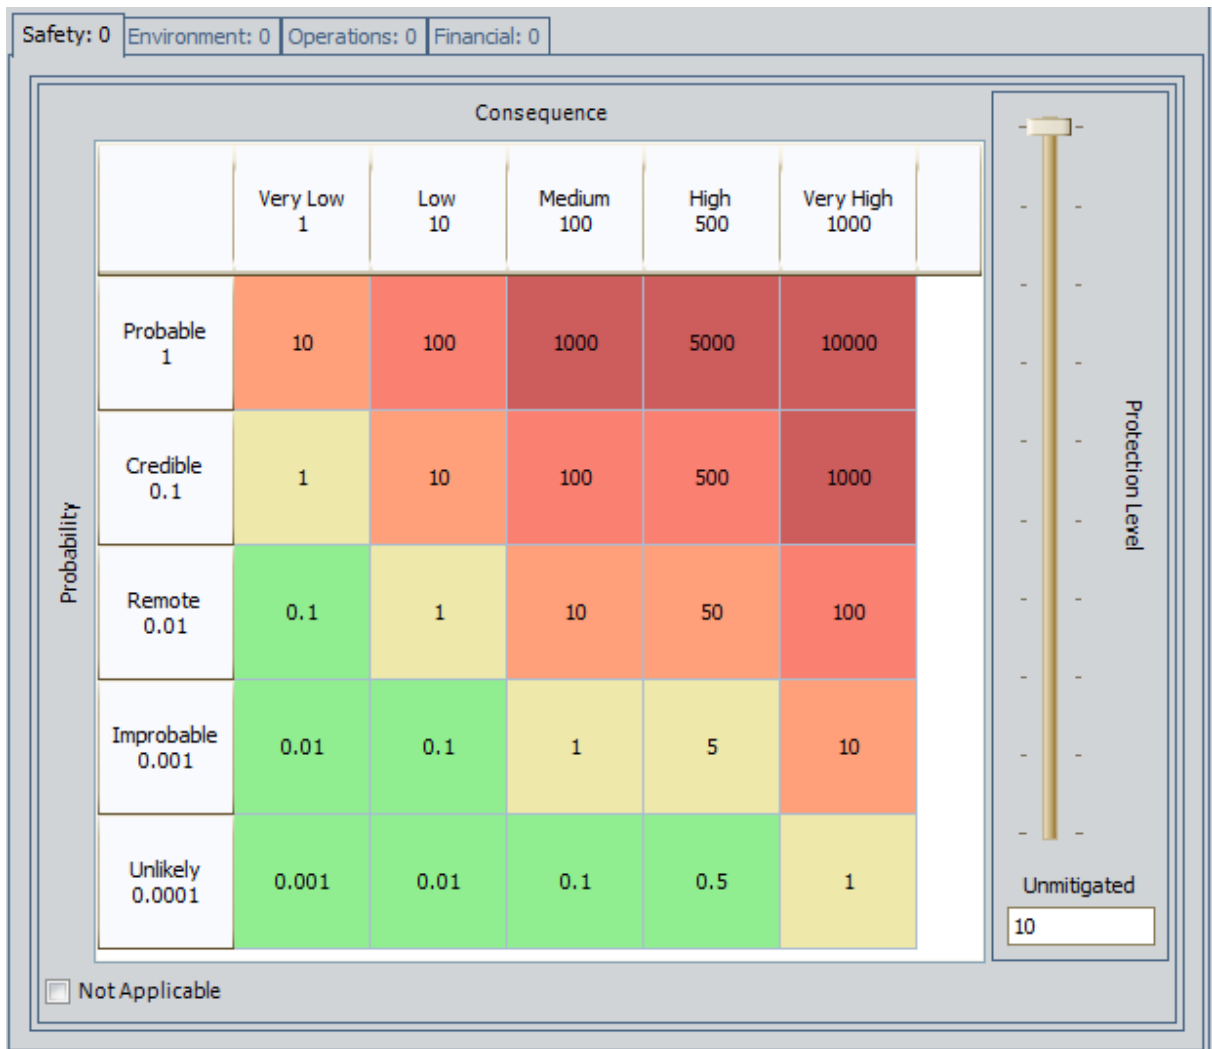 Safety: 0 Environment: 0 Operations: 0 Financial: 0
Consequence
Very Low Low Medium High Very High
1 10 100 500 1000
Probability
Probable
1
10 100 1000 5000 10000
Credible
0.1
1 10 100 500 1000
Remote
0.01
0.1 1 10 50 100
Improbable
0.001
0.01 0.1 1 5 10
Unlikely
0.0001
0.001 0.01 0.1 0.5 1
Protection Level
Unmitigated
10
Not Applicable